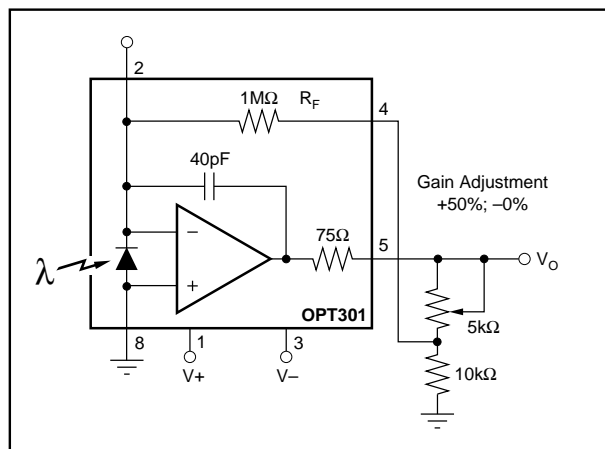 2
1MΩ R_F
4
40pF
Gain Adjustment
+50%; –0%
75Ω
5
V_O
λ
–
+
OPT301
5kΩ
8
1
3
V+
V–
10kΩ